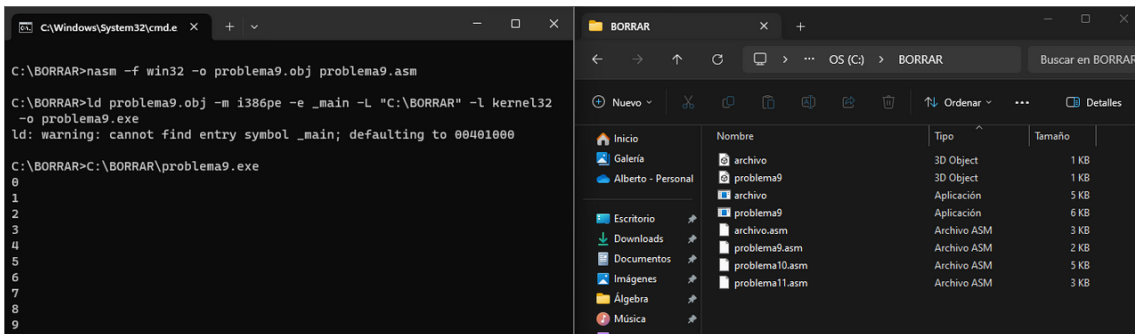 C:\Windows\System32\cmd.e
C:\BORRAR>nasm -f win32 -o problema9.obj problema9.asm
C:\BORRAR>ld problema9.obj -m i386pe -e _main -L "C:\BORRAR" -l kernel32
-o problema9.exe
ld: warning: cannot find entry symbol _main; defaulting to 00401000
C:\BORRAR>C:\BORRAR\problema9.exe
0
1
2
3
4
5
6
7
8
9
BORRAR
OS (C:) > BORRAR
Buscar en BORRAR
Nuevo
Ordenar
Detalles
Inicio
Galería
Alberto - Personal
Escritorio
Downloads
Documentos
Imágenes
Álgebra
Música
Nombre Tipo Tamaño
archivo 3D Object 1 KB
problema9 3D Object 1 KB
archivo Aplicación 5 KB
problema9 Aplicación 6 KB
archivo.asm Archivo ASM 3 KB
problema9.asm Archivo ASM 2 KB
problema10.asm Archivo ASM 5 KB
problema11.asm Archivo ASM 3 KB